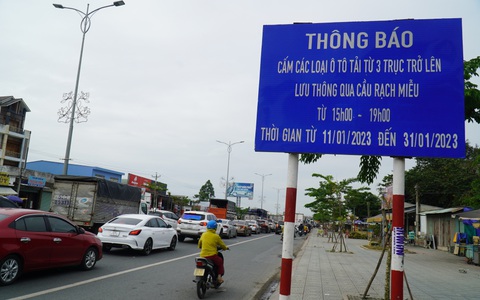 THÔNG BÁO
CẤM CÁC LOẠI Ô TÔ TẢI TỪ 3 TRỤC TRỞ LÊN
LƯU THÔNG QUA CẦU RẠCH MIỄU
TỪ 15h00 - 19h00
THỜI GIAN TỪ 11/01/2023 ĐẾN 31/01/2023